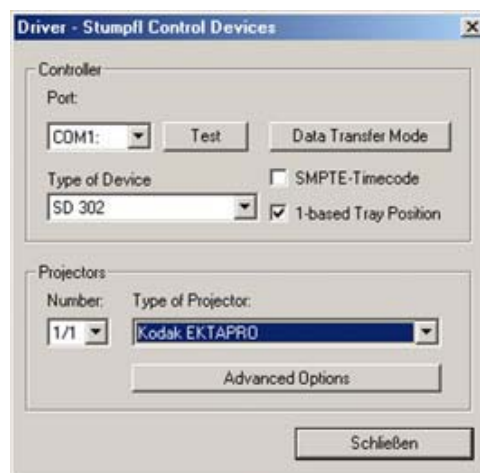 Driver - Stumpfl Control Devices
Controller
Port:
COM1: Test Data Transfer Mode
Type of Device SMPTE-Timecode
SD 302 1-based Tray Position
Projectors
Number: Type of Projector:
1/1 Kodak EKTAPRO
Advanced Options
Schließen